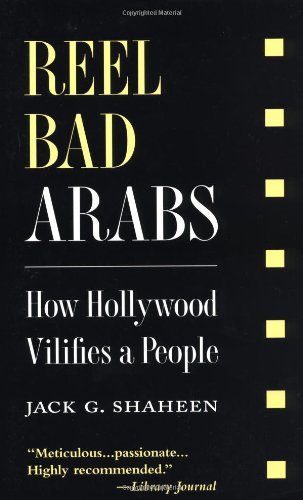 REEL
BAD
ARABS
How Hollywood
Vilifies a People
JACK G. SHAHEEN
“Meticulous...passionate...
Highly recommended.”
—Library Journal